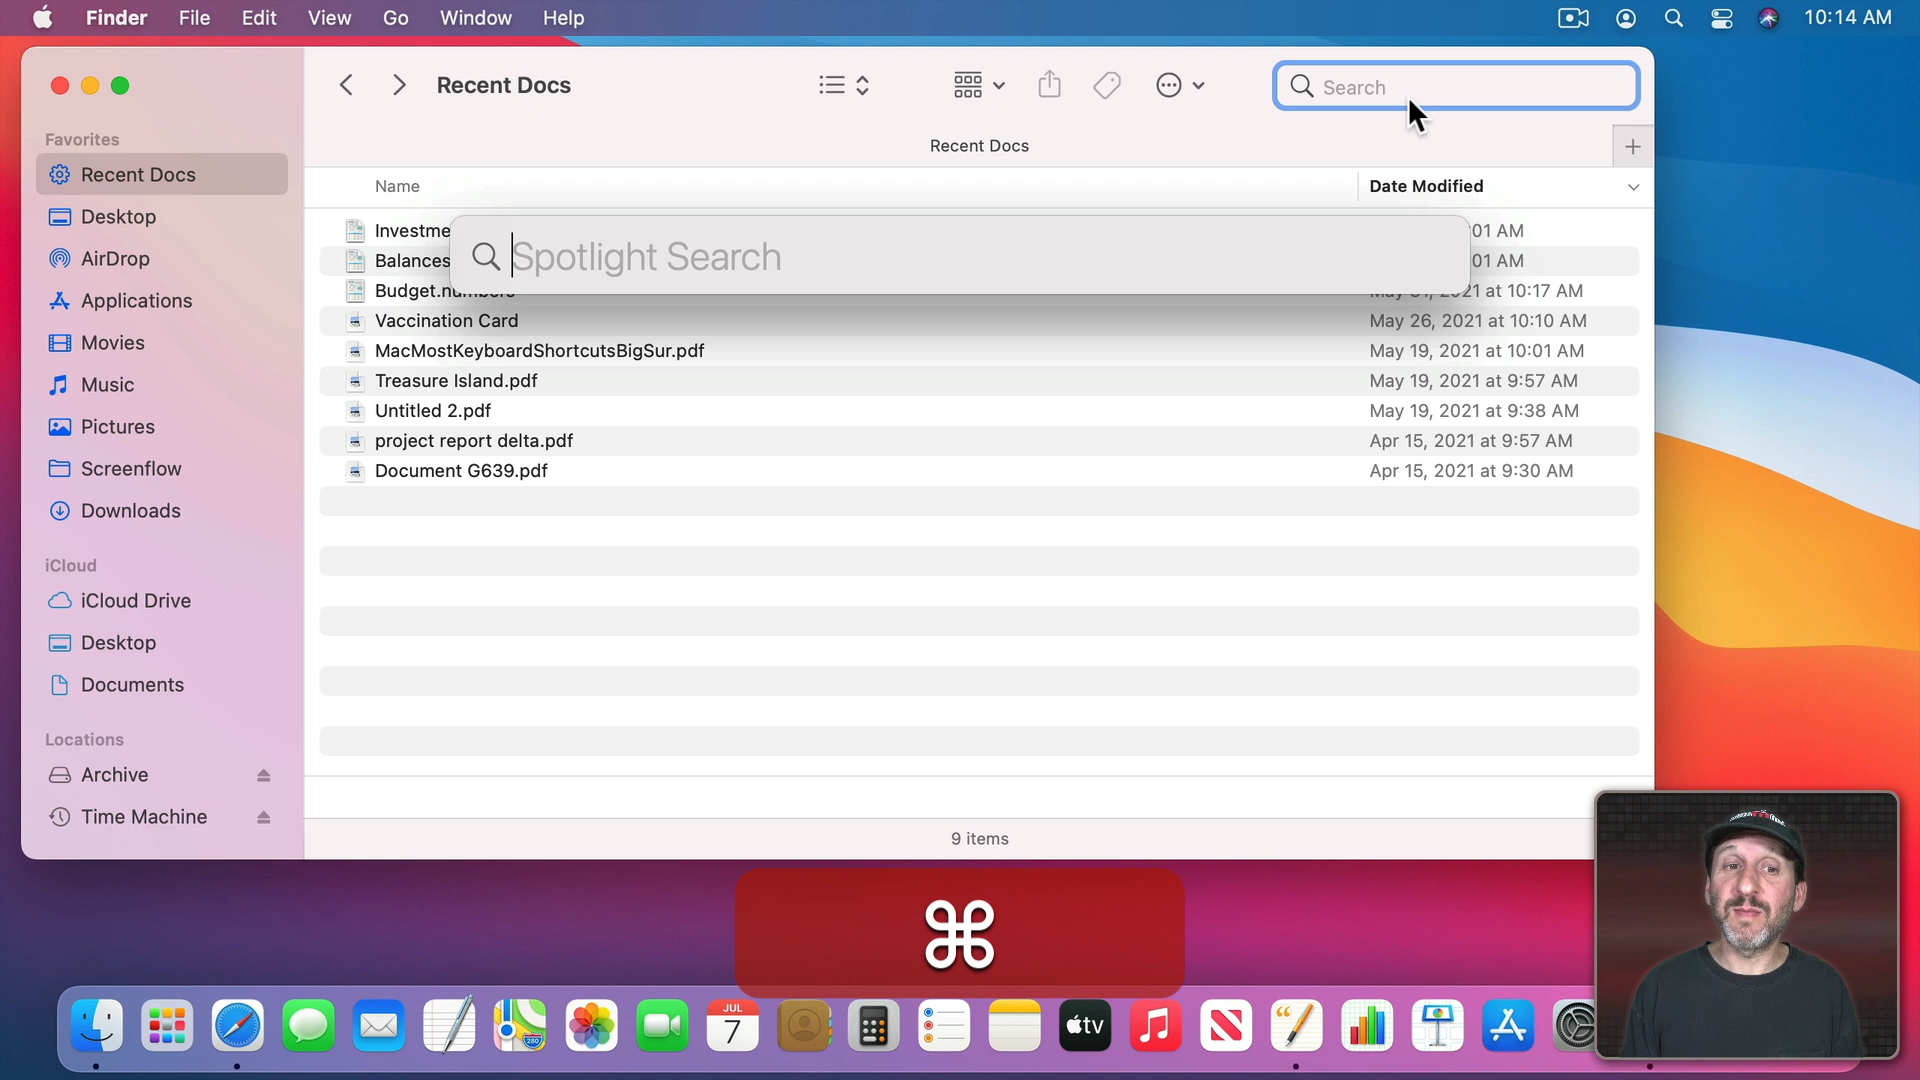 Finder File Edit View Go Window Help 10:14 AM
Recent Docs
Search
Recent Docs
Favorites
Recent Docs
Desktop
AirDrop
Applications
Movies
Music
Pictures
Screenflow
Downloads
iCloud
iCloud Drive
Desktop
Documents
Locations
Archive
Time Machine
Name Date Modified
Investme 01 AM
Balances 01 AM
Spotlight Search
Budget.numbers May 31, 2021 at 10:17 AM
Vaccination Card May 26, 2021 at 10:10 AM
MacMostKeyboardShortcutsBigSur.pdf May 19, 2021 at 10:01 AM
Treasure Island.pdf May 19, 2021 at 9:57 AM
Untitled 2.pdf May 19, 2021 at 9:38 AM
project report delta.pdf Apr 15, 2021 at 9:57 AM
Document G639.pdf Apr 15, 2021 at 9:30 AM
9 items
⌘
280
JUL
7
tv